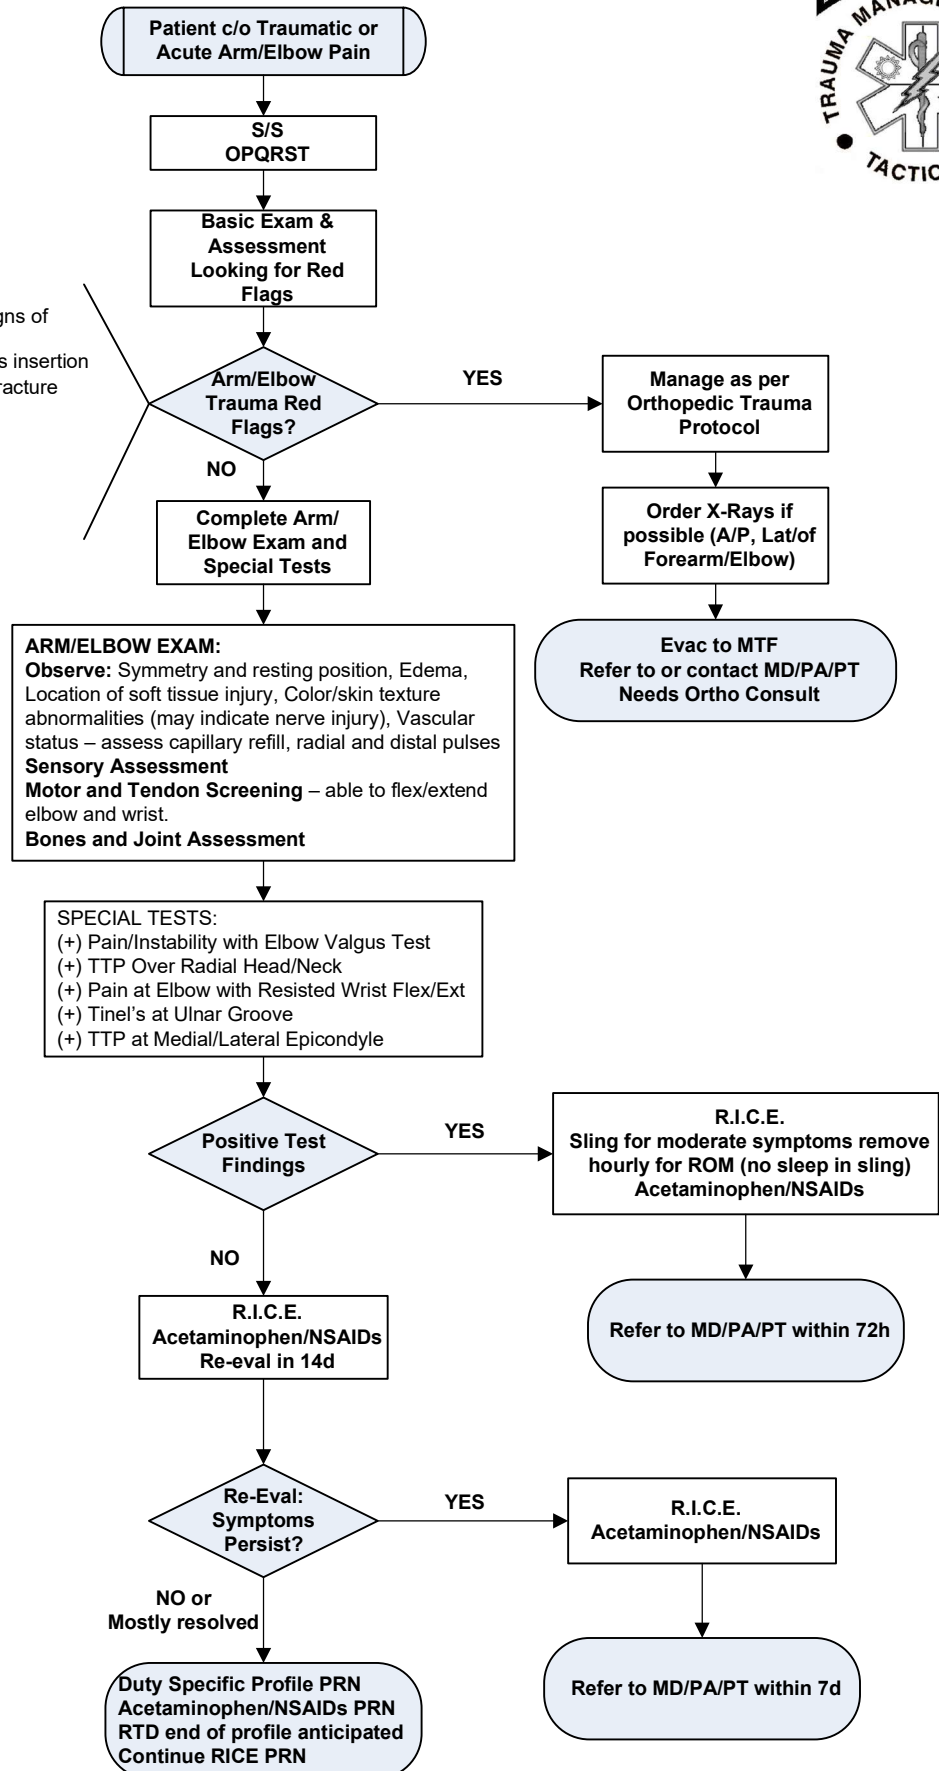 Patient c/o Traumatic or
Acute Arm/Elbow Pain
TRAUMA
TACTIC
S/S
OPQRST
Basic Exam &
Assessment
Looking for Red
Flags
of
insertion
Arm/Elbow
Trauma Red
Flags?
YES
Manage as per
Orthopedic Trauma
Protocol
NO
Complete Arm/
Elbow Exam and
Special Tests
Order X-Rays if
possible (A/P, Lat/of
Forearm/Elbow)
Evac to MTF
Refer to or contact MD/PA/PT
Needs Ortho Consult
ARM/ELBOW EXAM:
Observe: Symmetry and resting position, Edema,
Location of soft tissue injury, Color/skin texture
abnormalities (may indicate nerve injury), Vascular
status – assess capillary refill, radial and distal pulses
Sensory Assessment
Motor and Tendon Screening – able to flex/extend
elbow and wrist.
Bones and Joint Assessment
SPECIAL TESTS:
(+) Pain/Instability with Elbow Valgus Test
(+) TTP Over Radial Head/Neck
(+) Pain at Elbow with Resisted Wrist Flex/Ext
(+) Tinel's at Ulnar Groove
(+) TTP at Medial/Lateral Epicondyle
Positive Test
Findings
YES
R.I.C.E.
Sling for moderate symptoms remove
hourly for ROM (no sleep in sling)
Acetaminophen/NSAIDs
Refer to MD/PA/PT within 72h
NO
R.I.C.E.
Acetaminophen/NSAIDs
Re-eval in 14d
Re-Eval:
Symptoms
Persist?
YES
R.I.C.E.
Acetaminophen/NSAIDs
Refer to MD/PA/PT within 7d
NO or
Mostly resolved
Duty Specific Profile PRN
Acetaminophen/NSAIDs PRN
RTD end of profile anticipated
Continue RICE PRN